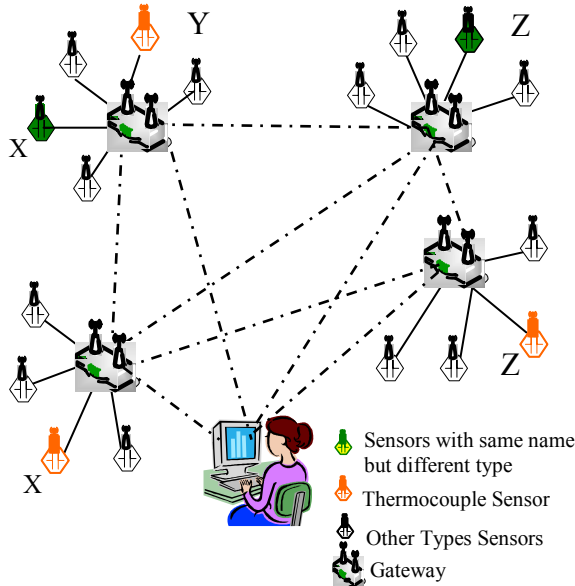 Y
Z
X
Z
X
Sensors with same name
but different type
Thermocouple Sensor
Other Types Sensors
Gateway